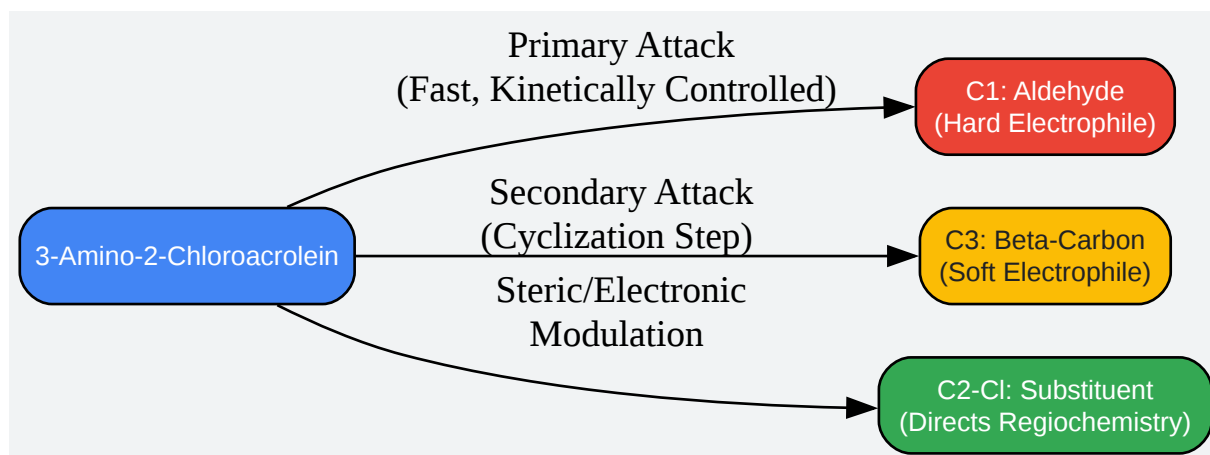 Primary Attack
(Fast, Kinetically Controlled)
C1: Aldehyde
(Hard Electrophile)
3-Amino-2-Chloroacrolein
Secondary Attack
(Cyclization Step)
C3: Beta-Carbon
(Soft Electrophile)
Steric/Electronic
Modulation
C2-Cl: Substituent
(Directs Regiochemistry)